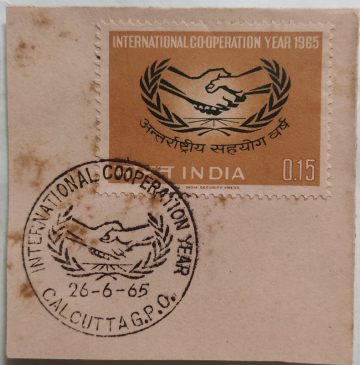 INTERNATIONAL CO-OPERATION YEAR 1965
अन्तर्राष्ट्रीय सहयोग वर्ष
INDIA
0.15
INDIA SECURITY PRESS
INTERNATIONAL COOPERATION YEAR
26-6-65
CALCUTTA G.P.O.